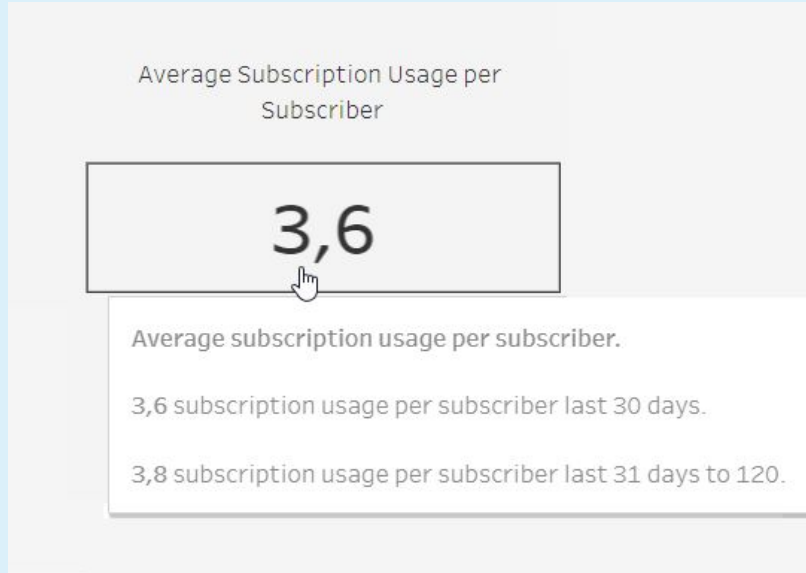 Average Subscription Usage per
Subscriber
3,6
Average subscription usage per subscriber.
3,6 subscription usage per subscriber last 30 days.
3,8 subscription usage per subscriber last 31 days to 120.